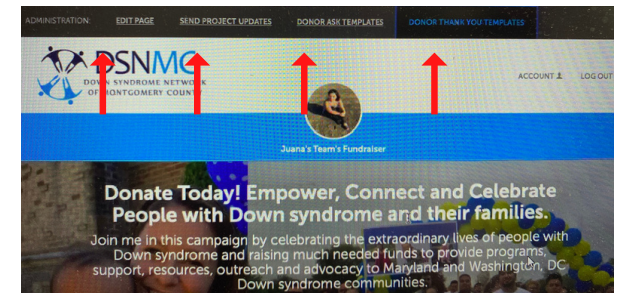 ADMINISTRATION: EDIT PAGE SEND PROJECT UPDATES DONOR ASK TEMPLATES DONOR THANK YOU TEMPLATES
DSNMC
DOWN SYNDROME NETWORK
OF MONTGOMERY COUNTY
ACCOUNT LOG OUT
Juana's Team's Fundraiser
Donate Today! Empower, Connect and Celebrate
People with Down syndrome and their families.
Join me in this campaign by celebrating the extraordinary lives of people with
Down syndrome and raising much needed funds to provide programs,
support, resources, outreach and advocacy to Maryland and Washington, DC
Down syndrome communities.